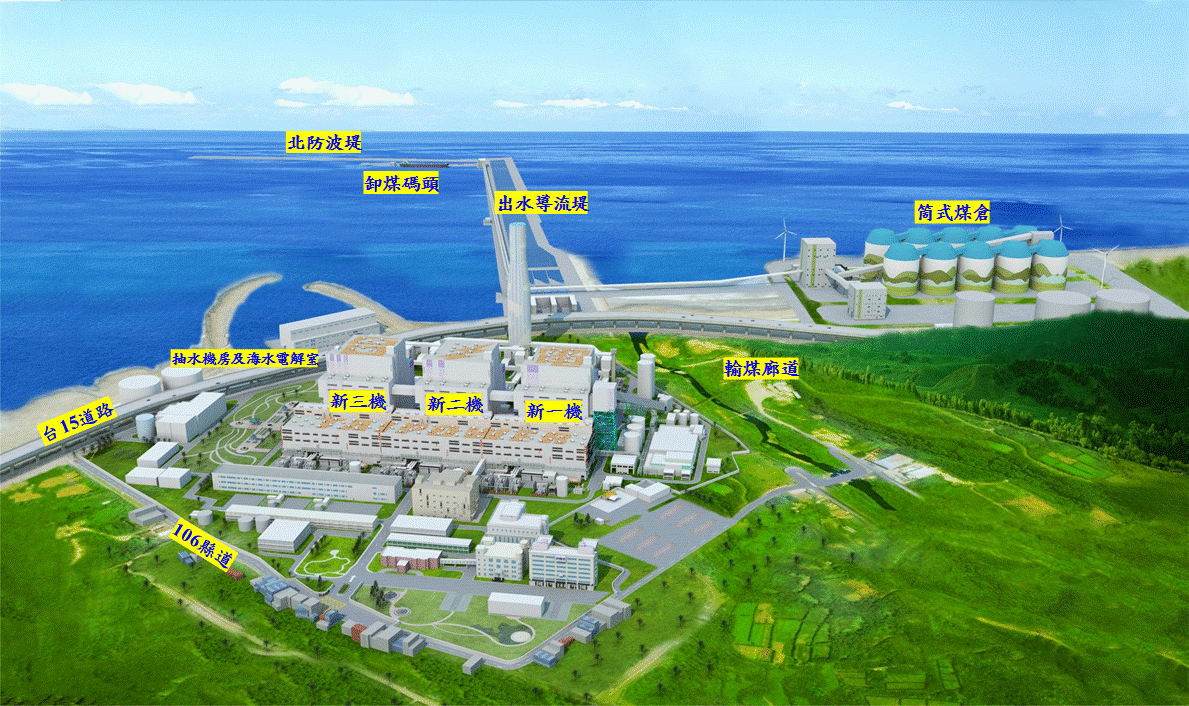 北防波堤
卸煤碼頭
出水導流堤
筒式煤倉
抽水機房及海水電解室
輸煤廊道
新三機
新二機
新一機
台15道路
106縣道